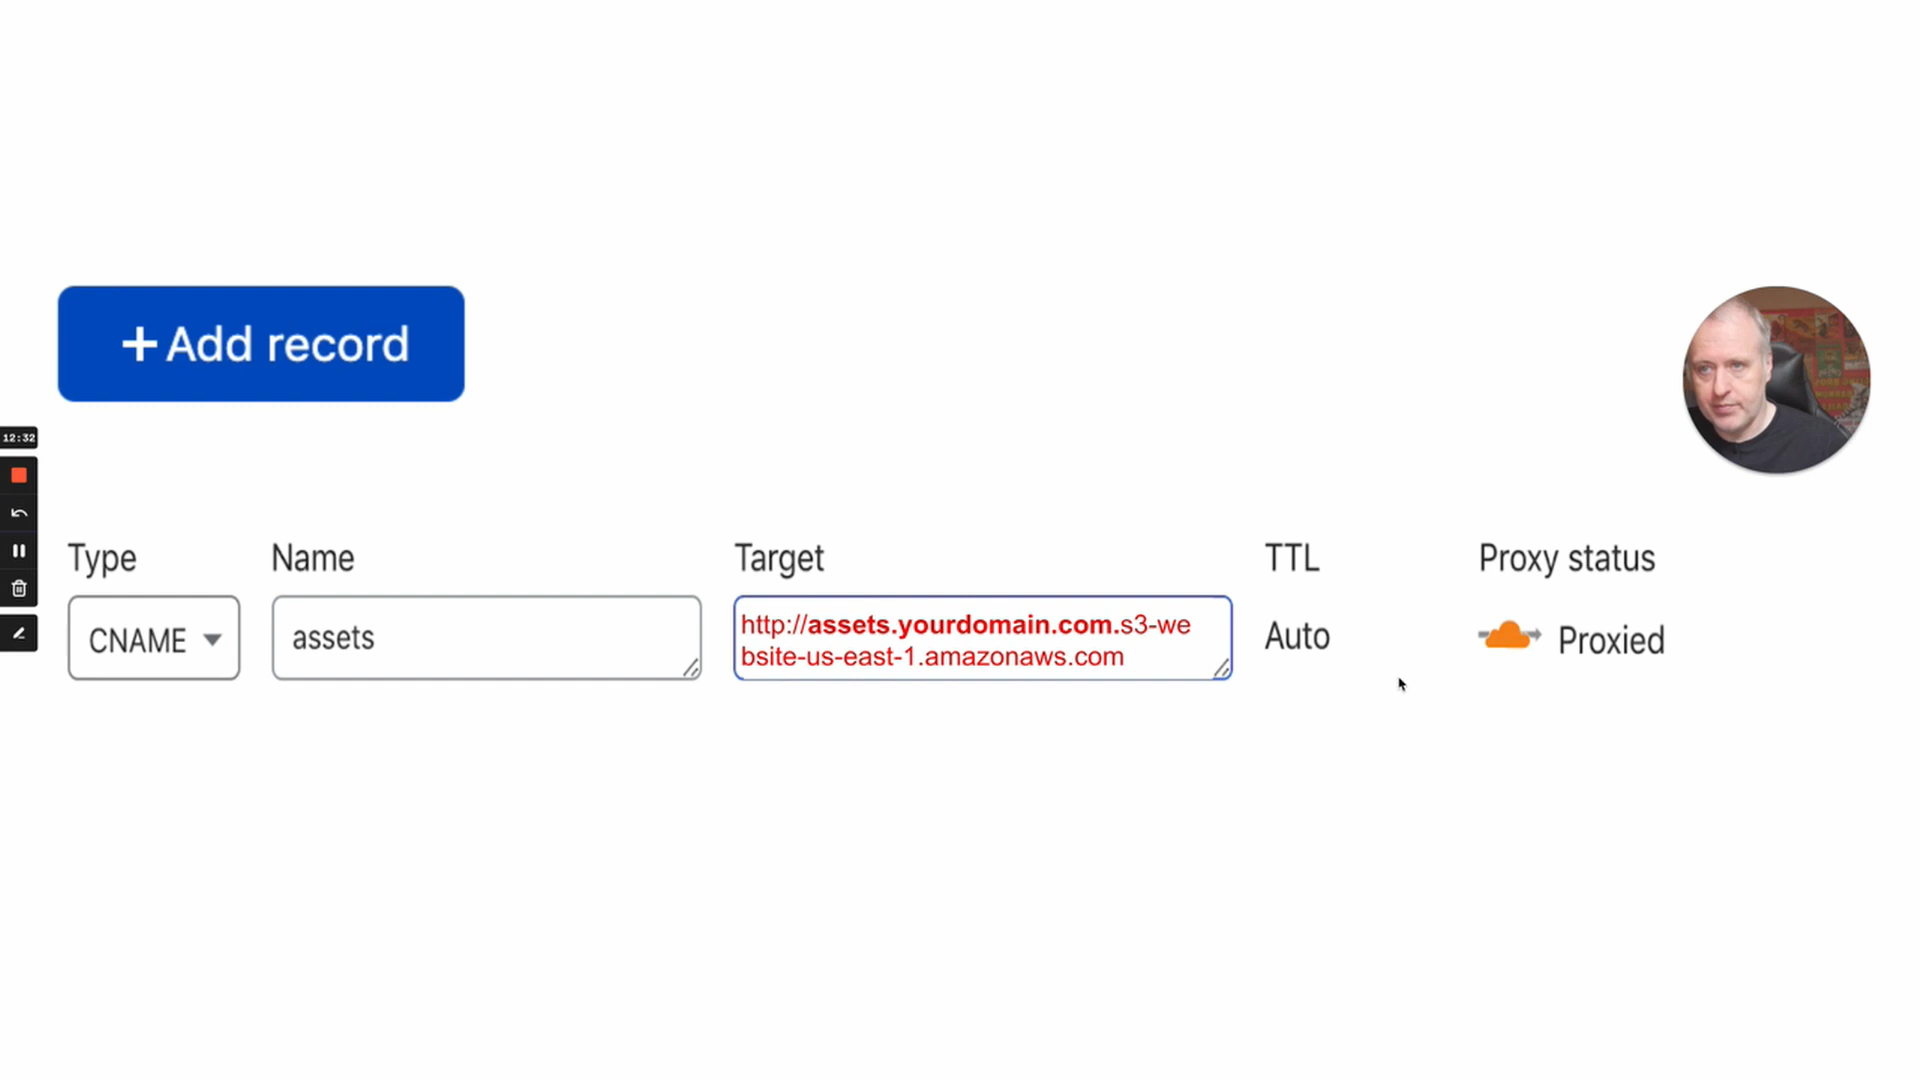 +Add record
12:32
Type Name Target TTL Proxy status
CNAME assets http://assets.yourdomain.com.s3-we
bsite-us-east-1.amazonaws.com Auto Proxied